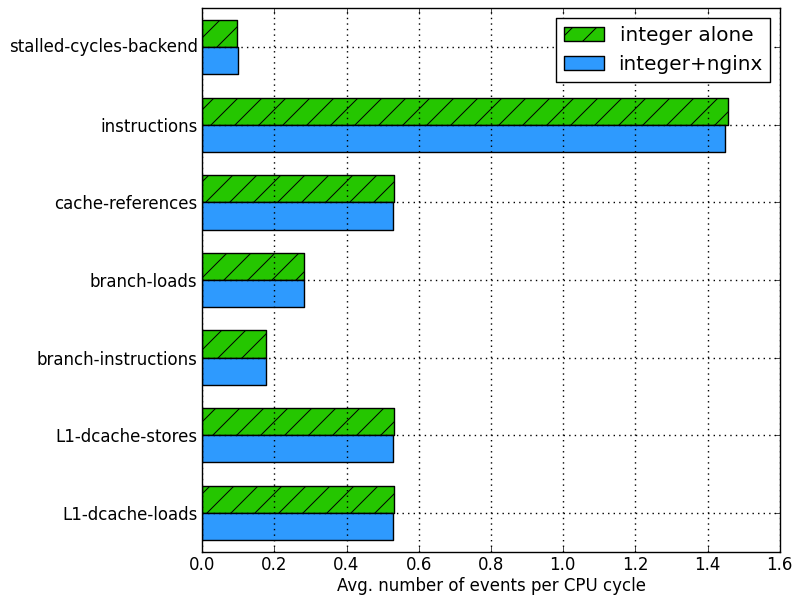 integer alone
integer+nginx
stalled-cycles-backend
instructions
cache-references
branch-loads
branch-instructions
L1-dcache-stores
L1-dcache-loads
0.0 0.2 0.4 0.6 0.8 1.0 1.2 1.4 1.6
Avg. number of events per CPU cycle